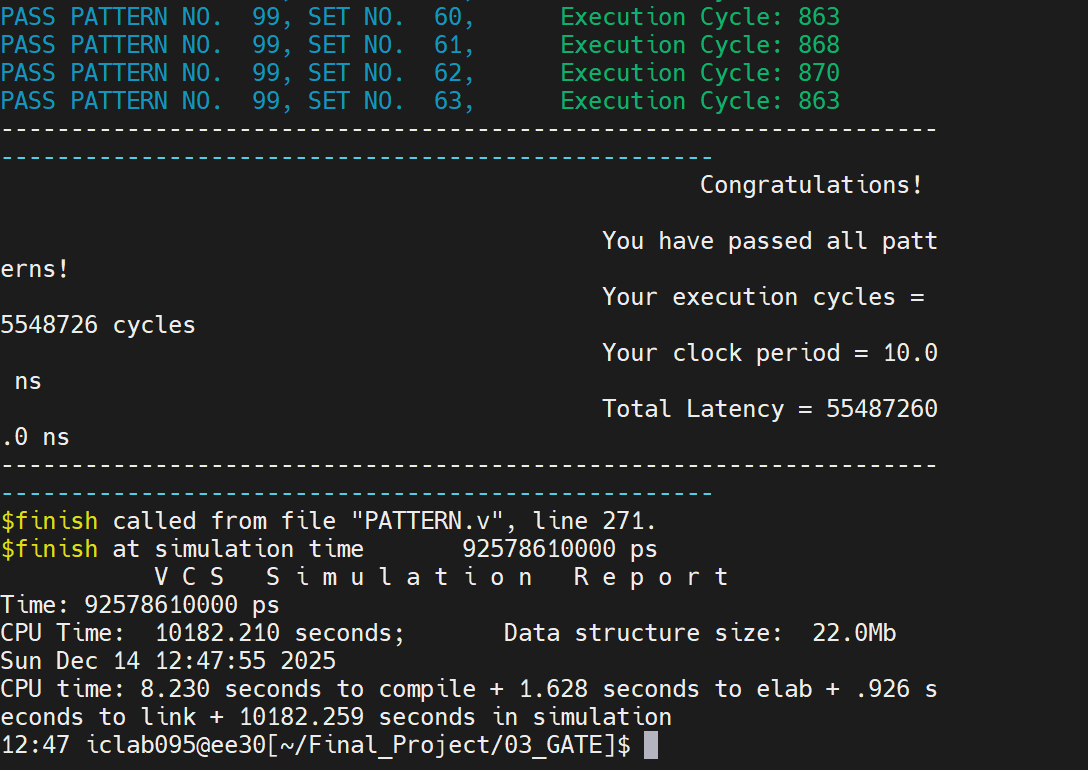 PASS PATTERN NO.  99, SET NO.  60,      Execution Cycle: 863
PASS PATTERN NO.  99, SET NO.  61,      Execution Cycle: 868
PASS PATTERN NO.  99, SET NO.  62,      Execution Cycle: 870
PASS PATTERN NO.  99, SET NO.  63,      Execution Cycle: 863
-------------------------------------------------------------------
---------------------------------------------------
Congratulations!
You have passed all patt
erns!
Your execution cycles =
5548726 cycles
Your clock period = 10.0
 ns
Total Latency = 55487260
.0 ns
-------------------------------------------------------------------
---------------------------------------------------
$finish called from file "PATTERN.v", line 271.
$finish at simulation time       92578610000 ps
           V C S   S i m u l a t i o n   R e p o r t
Time: 92578610000 ps
CPU Time:  10182.210 seconds;       Data structure size:  22.0Mb
Sun Dec 14 12:47:55 2025
CPU time: 8.230 seconds to compile + 1.628 seconds to elab + .926 s
econds to link + 10182.259 seconds in simulation
12:47 iclab095@ee30[~/Final_Project/03_GATE]$